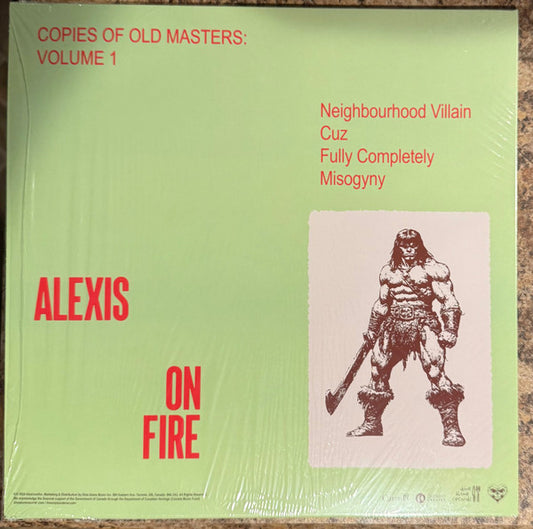 COPIES OF OLD MASTERS:
VOLUME 1
Neighbourhood Villain
Cuz
Fully Completely
Misogyny
ALEXIS
ON
FIRE